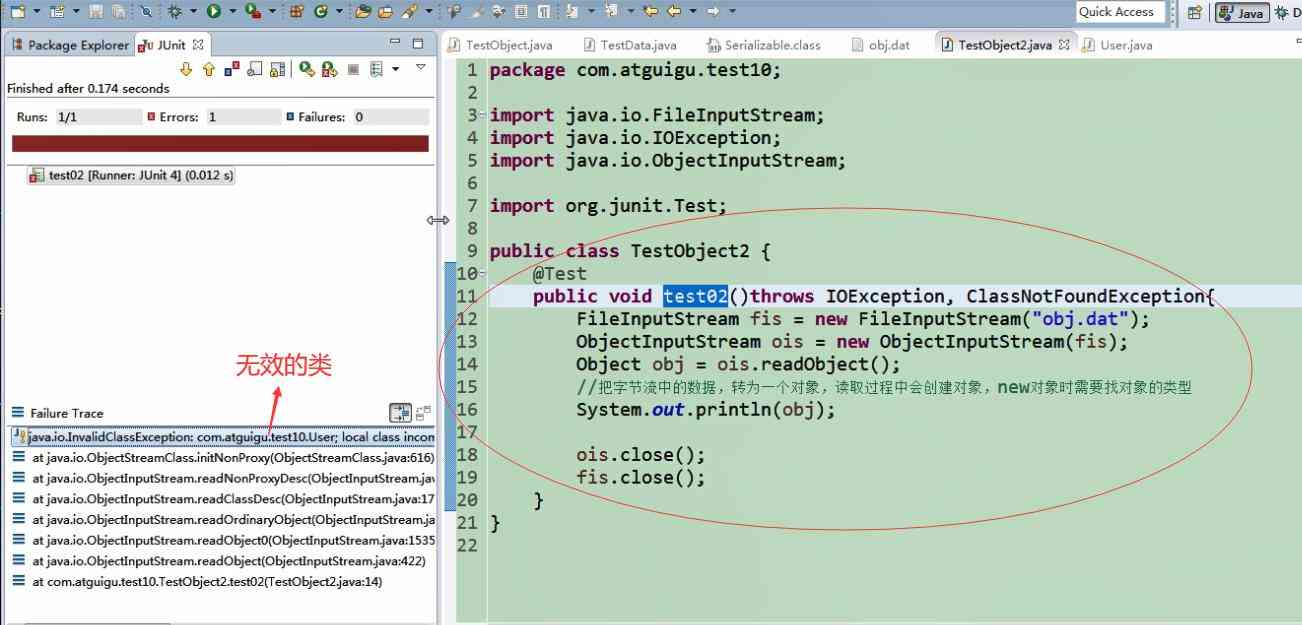 Quick Access
Java
Package Explorer
JUnit
TestObject.java
TestData.java
Serializable.class
obj.dat
TestObject2.java
User.java
Finished after 0.174 seconds
Runs: 1/1
Errors: 1
Failures: 0
test02 [Runner: JUnit 4] (0.012 s)
无效的类
Failure Trace
java.io.InvalidClassException: com.atguigu.test10.User; local class incom
at java.io.ObjectStreamClass.initNonProxy(ObjectStreamClass.java:616)
at java.io.ObjectInputStream.readNonProxyDesc(ObjectInputStream.jav
at java.io.ObjectInputStream.readClassDesc(ObjectInputStream.java:17
at java.io.ObjectInputStream.readOrdinaryObject(ObjectInputStream.ja
at java.io.ObjectInputStream.readObject0(ObjectInputStream.java:1535
at java.io.ObjectInputStream.readObject(ObjectInputStream.java:422)
at com.atguigu.test10.TestObject2.test02(TestObject2.java:14)
1 package com.atguigu.test10;
2
3 import java.io.FileInputStream;
4 import java.io.IOException;
5 import java.io.ObjectInputStream;
6
7 import org.junit.Test;
8
9 public class TestObject2 {
10 @Test
11 public void test02()throws IOException, ClassNotFoundException{
12 FileInputStream fis = new FileInputStream("obj.dat");
13 ObjectInputStream ois = new ObjectInputStream(fis);
14 Object obj = ois.readObject();
15 //把字节流中的数据，转为一个对象，读取过程中会创建对象，new对象时需要找对象的类型
16 System.out.println(obj);
17
18 ois.close();
19 fis.close();
20 }
21 }
22